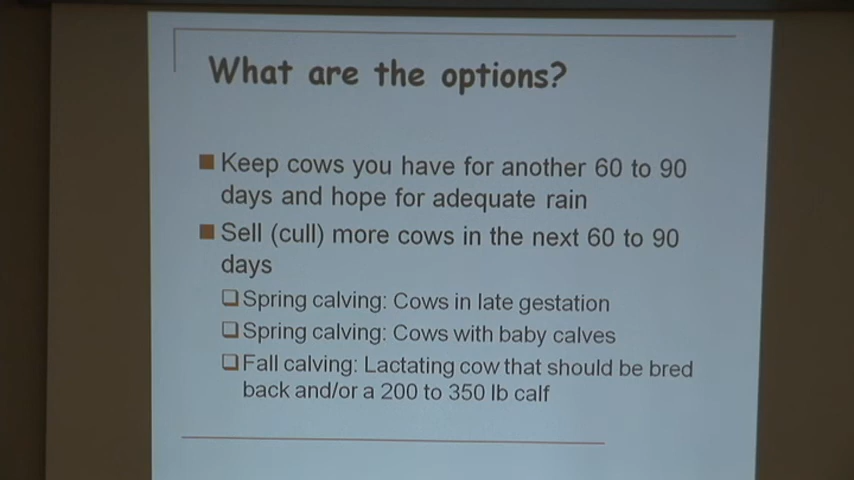 What are the options?
Keep cows you have for another 60 to 90
days and hope for adequate rain
Sell (cull) more cows in the next 60 to 90
days
Spring calving: Cows in late gestation
Spring calving: Cows with baby calves
Fall calving: Lactating cow that should be bred
back and/or a 200 to 350 lb calf